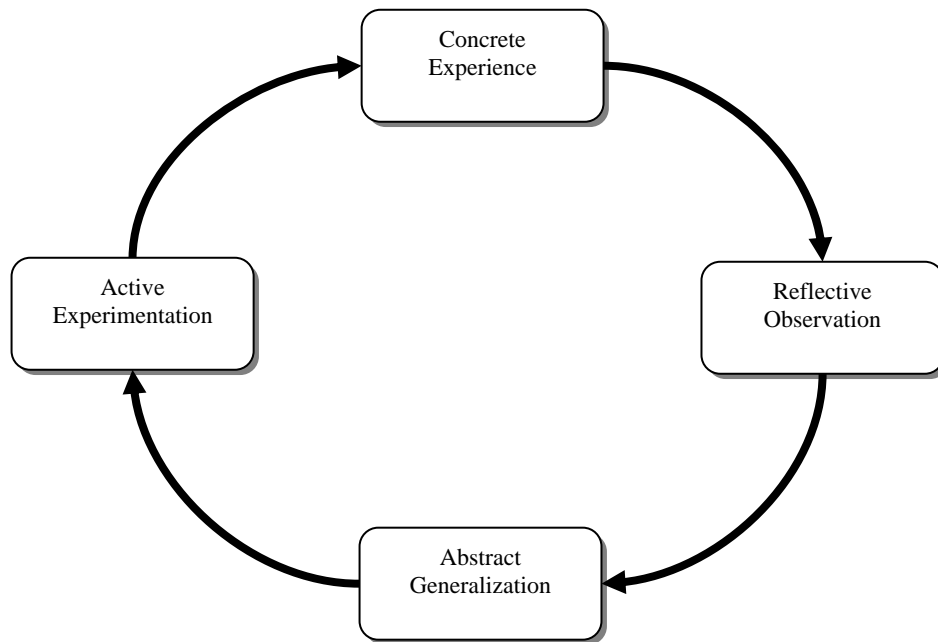 Concrete
Experience
Active
Experimentation
Reflective
Observation
Abstract
Generalization